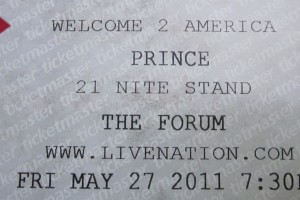 WELCOME 2 AMERICA
PRINCE
21 NITE STAND
THE FORUM
WWW.LIVENATION.COM
FRI MAY 27 2011 7:30